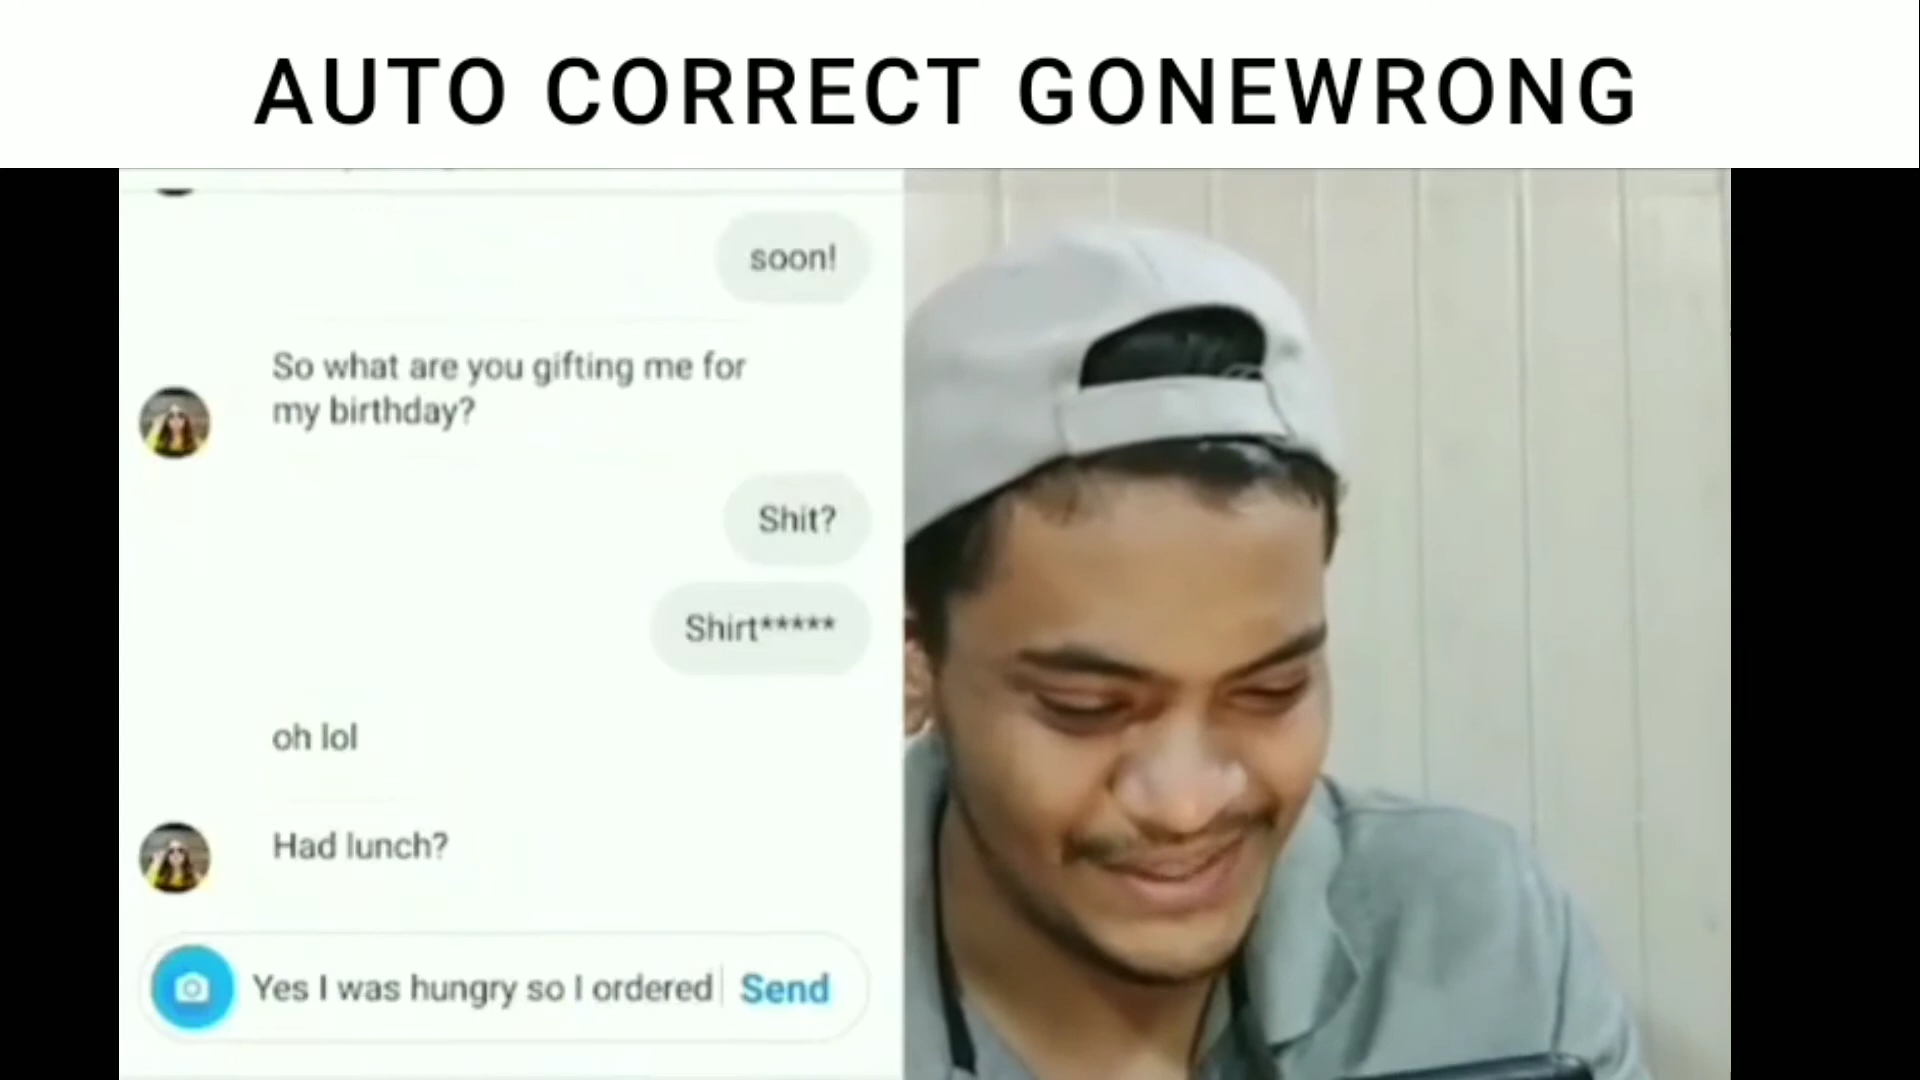 AUTO CORRECT GONEWRONG
soon!
So what are you gifting me for
my birthday?
Shit?
Shirt*****
oh lol
Had lunch?
Yes I was hungry so I ordered
Send